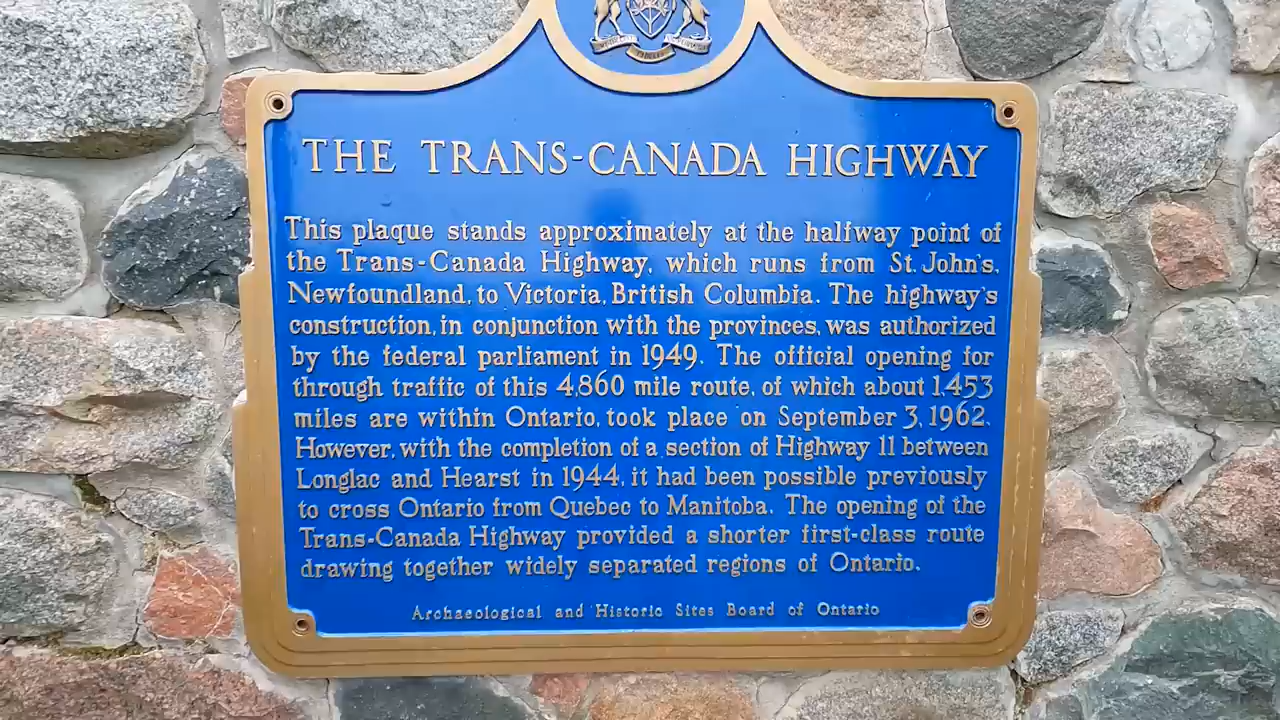 THE TRANS-CANADA HIGHWAY
This plaque stands approximately at the halfway point of
the Trans-Canada Highway, which runs from St. John's,
Newfoundland, to Victoria, British Columbia. The highway's
construction, in conjunction with the provinces, was authorized
by the federal parliament in 1949. The official opening for
through traffic of this 4,860 mile route, of which about 1,453
miles are within Ontario, took place on September 3, 1962.
However, with the completion of a section of Highway 11 between
Longlac and Hearst in 1944, it had been possible previously
to cross Ontario from Quebec to Manitoba. The opening of the
Trans-Canada Highway provided a shorter first-class route
drawing together widely separated regions of Ontario.
Archaeological and Historic Sites Board of Ontario